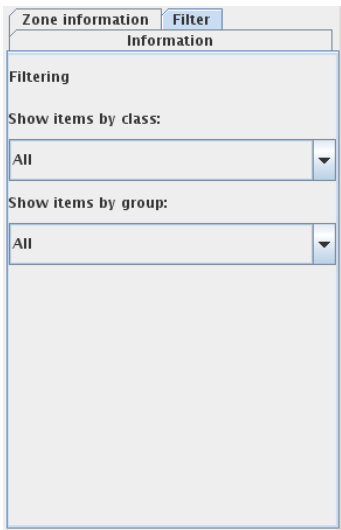 Zone information Filter
Information
Filtering
Show items by class:
All
Show items by group:
All